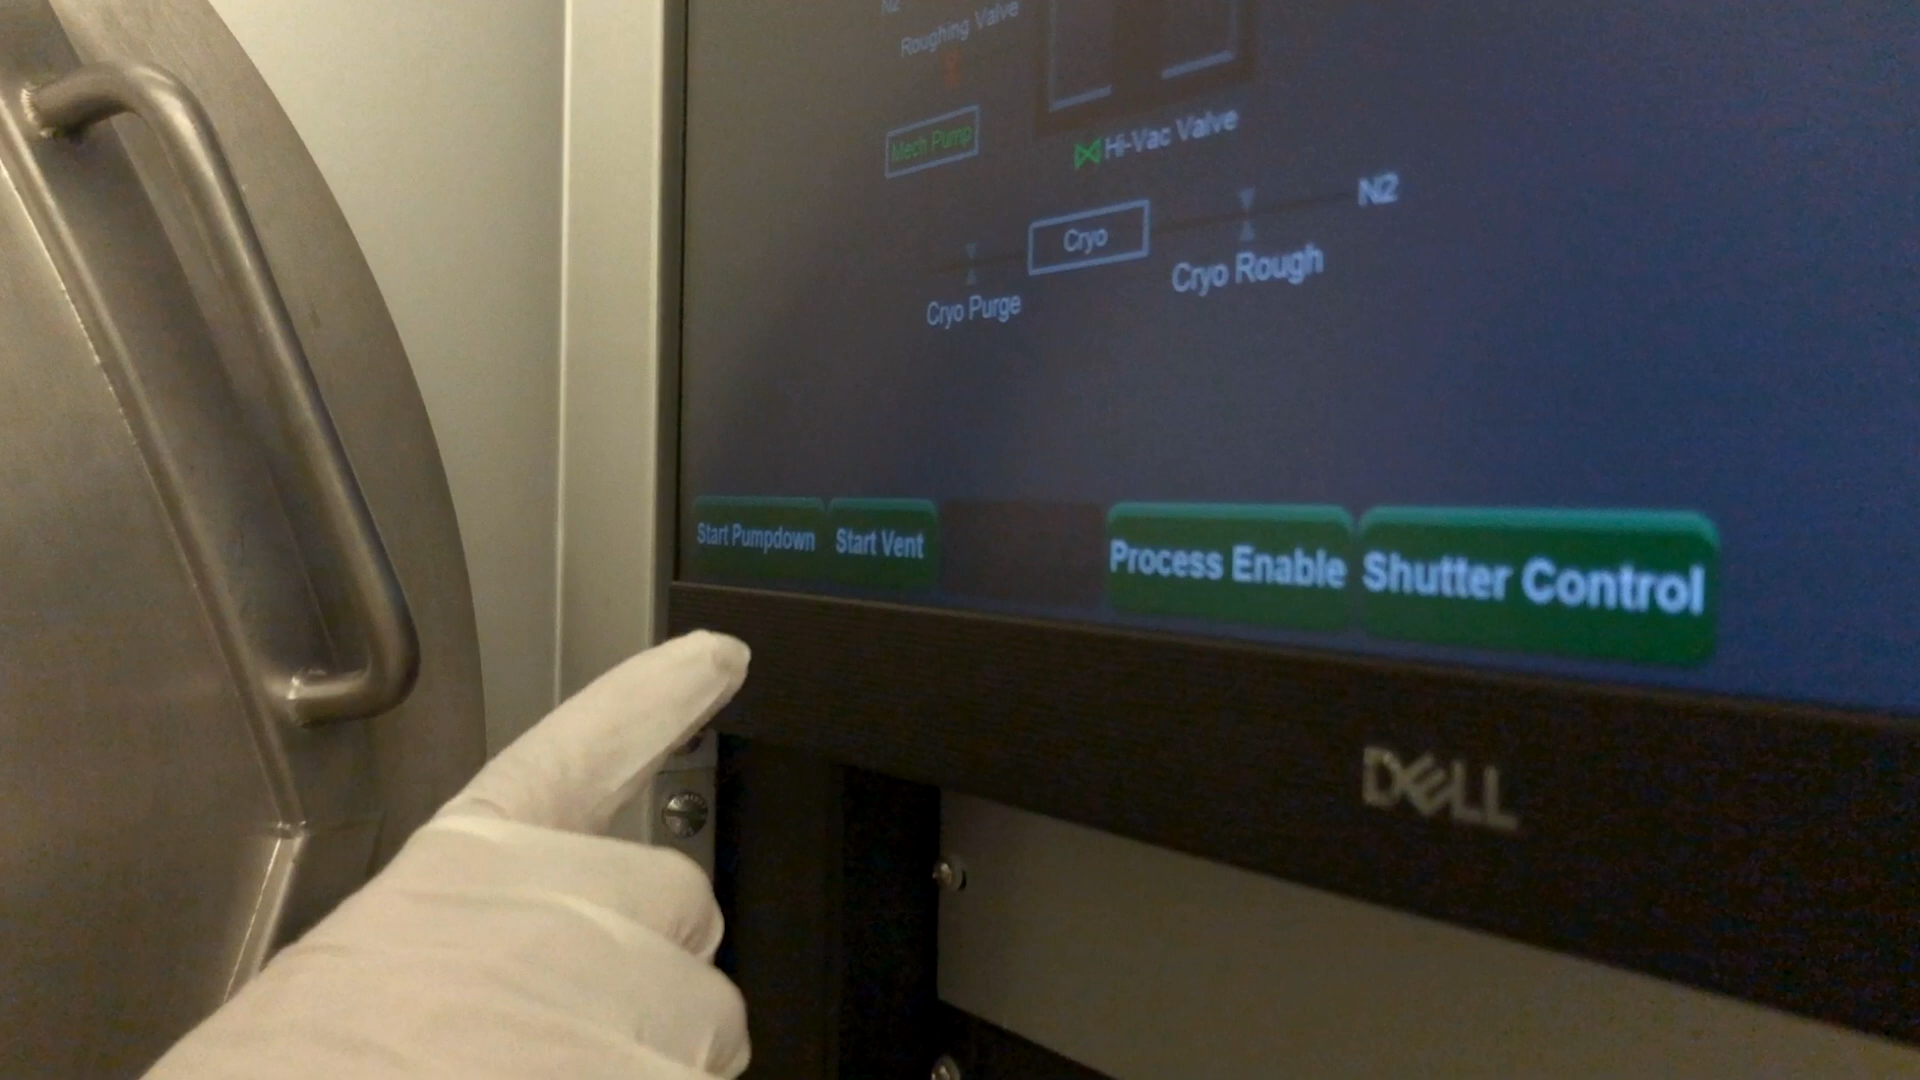 N2
Roughing Valve
Mech Pump
Hi-Vac Valve
N2
Cryo
Cryo Rough
Cryo Purge
Start Pumpdown
Start Vent
Process Enable
Shutter Control
DELL